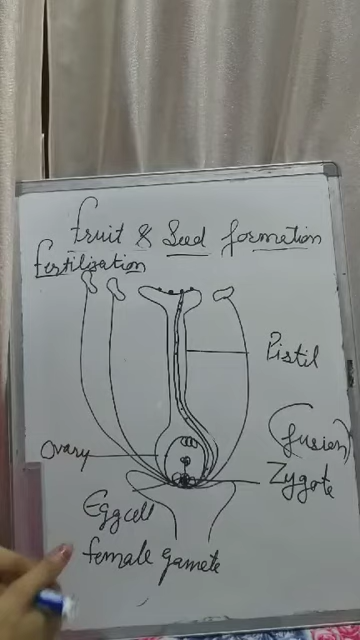 Fruit & Seed formation
Fertilisation
Pistil
(fusion)
Ovary
Zygote
Egg cell
female gamete